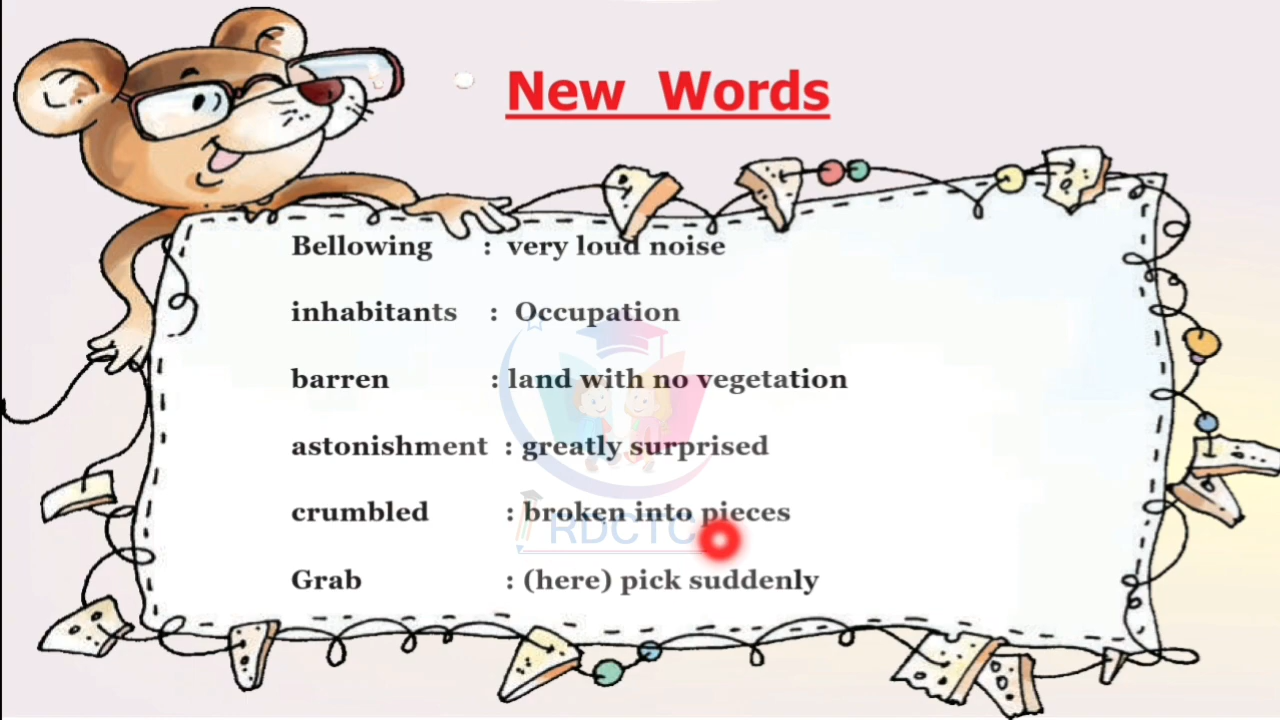 New Words
Bellowing : very loud noise
inhabitants : Occupation
barren : land with no vegetation
astonishment : greatly surprised
crumbled : broken into pieces
RDCTC
Grab : (here) pick suddenly